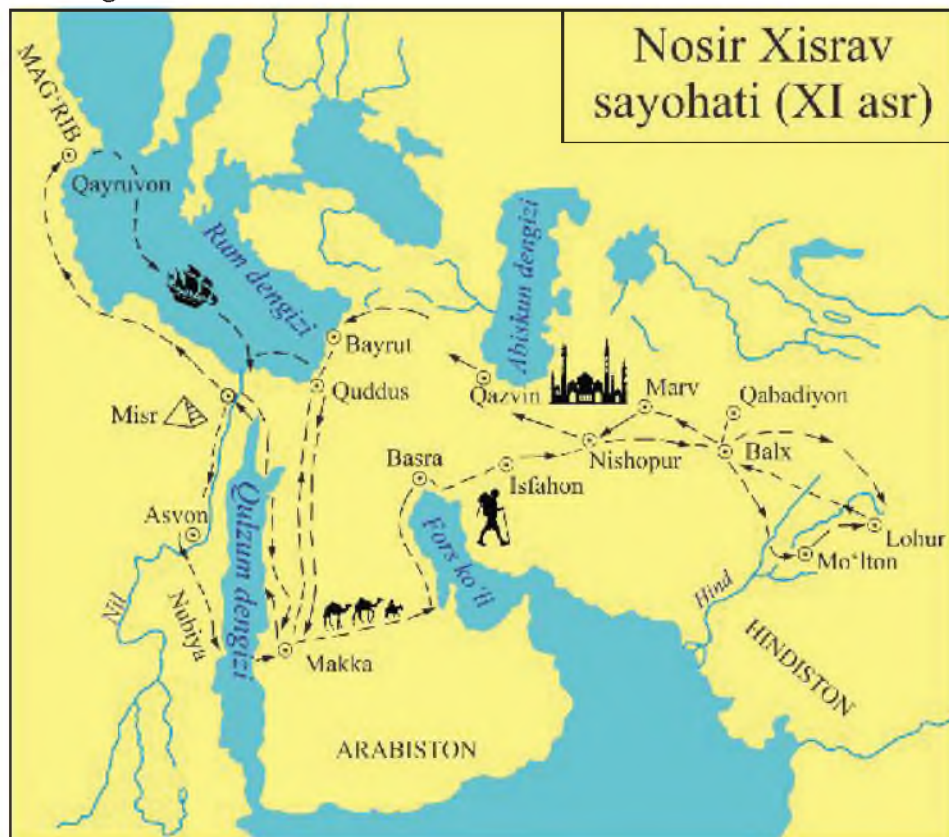 Nosir Xisrav
sayohati (XI asr)
MAG‘RIB
Qayruvon
Rum dengizi
Abiskun dengizi
Bayrut
Quddus
Qazvin
Marv
Qabadiyon
Misr
Basra
Nishopur
Balx
Isfahon
Asvon
Qulzum dengizi
Fors ko‘li
Lohur
Mo‘lton
Hind
Nil
Nubiya
Makka
HINDISTON
ARABISTON